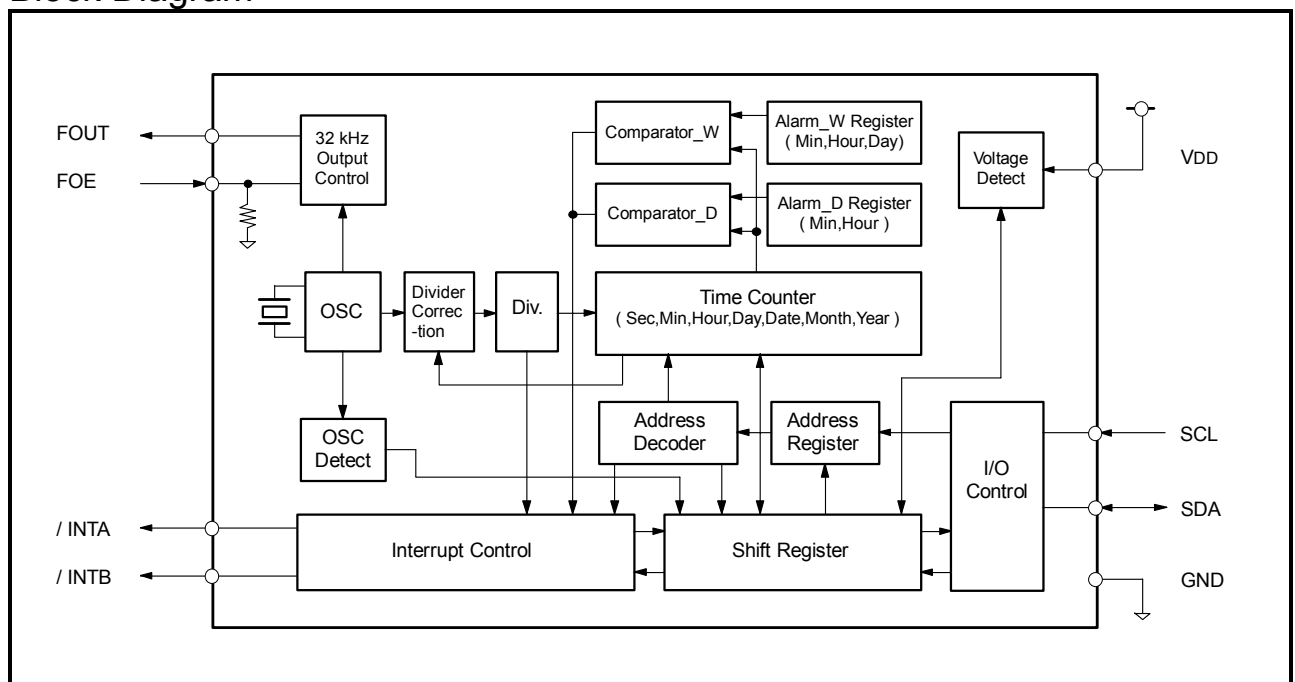 Block Diagram
FOUT
FOE
32 kHz
Output
Control
Comparator_W
Alarm_W Register
( Min,Hour,Day)
Voltage
Detect
VDD
Comparator_D
Alarm_D Register
( Min,Hour )
OSC
Divider
Correc
-tion
Div.
Time Counter
( Sec,Min,Hour,Day,Date,Month,Year )
OSC
Detect
Address
Decoder
Address
Register
I/O
Control
SCL
SDA
/ INTA
/ INTB
Interrupt Control
Shift Register
GND